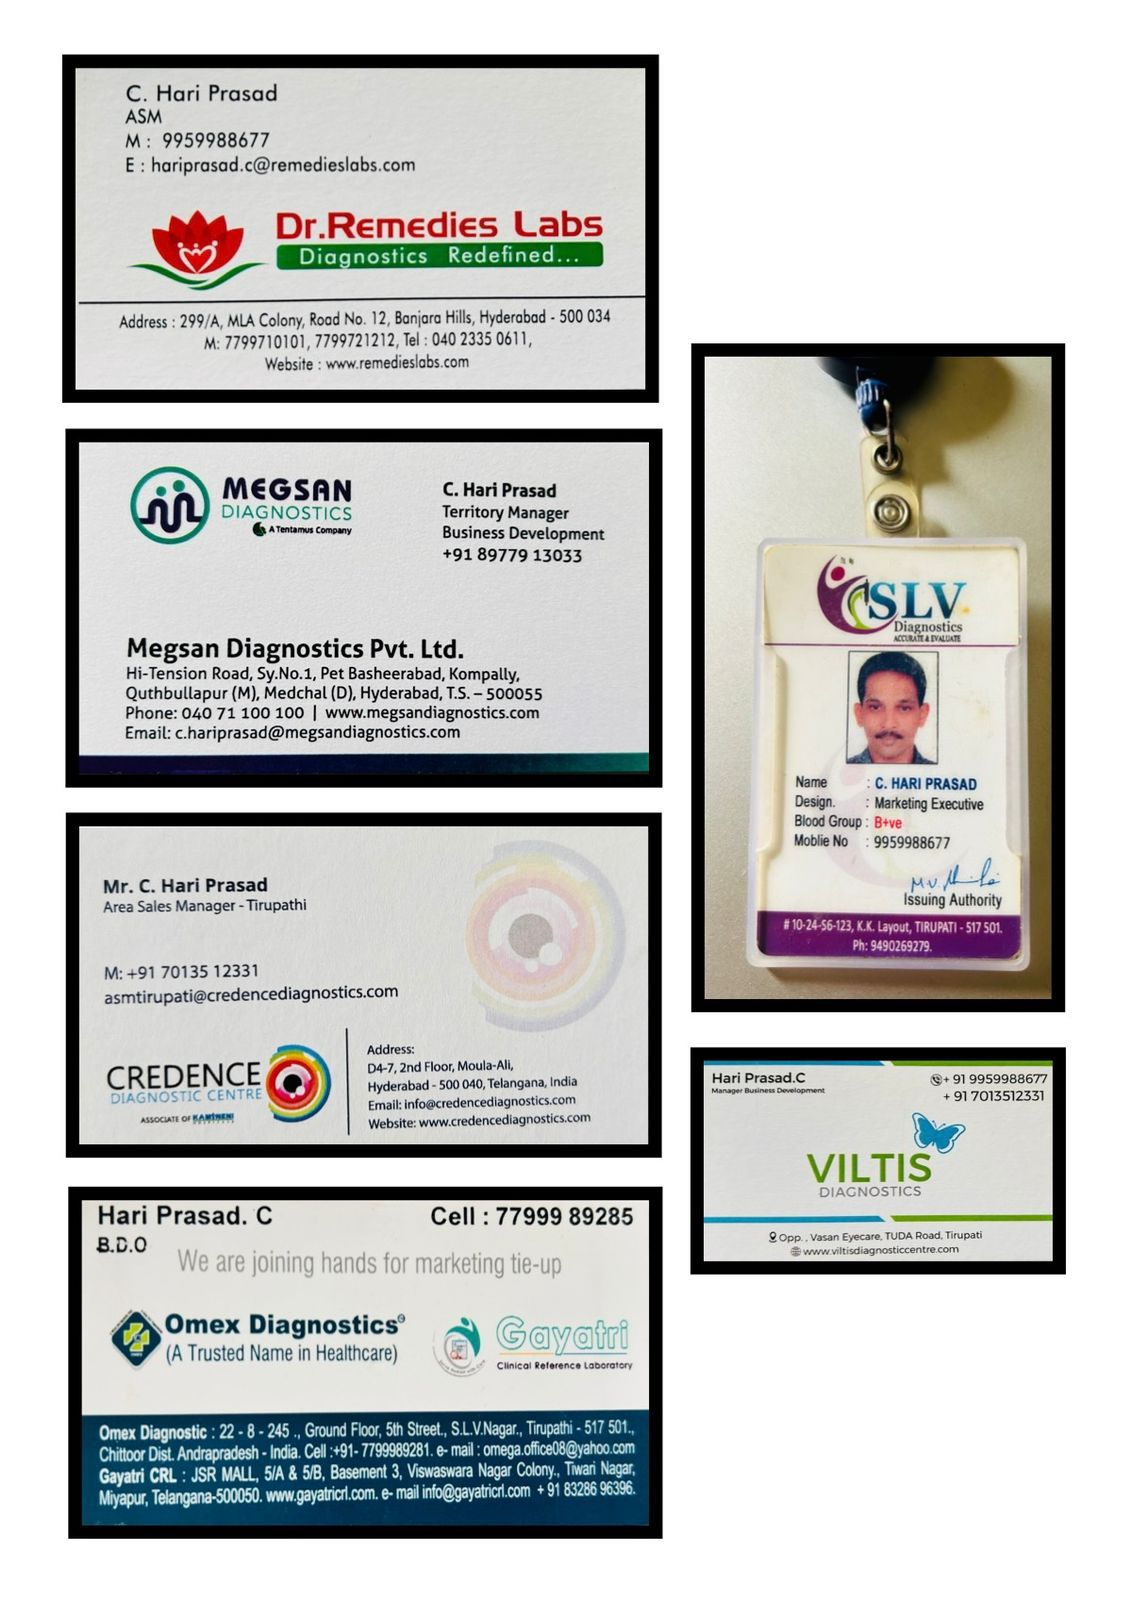 C. Hari Prasad
ASM
M : 9959988677
E : hariprasad.c@remedieslabs.com
Dr.Remedies Labs
Diagnostics Redefined...
Address : 299/A, MLA Colony, Road No. 12, Banjara Hills, Hyderabad - 500 034
M: 7799710101, 7799721212, Tel : 040 2335 0611,
Website : www.remedieslabs.com
MEGSAN
DIAGNOSTICS
A Tentamus Company
C. Hari Prasad
Territory Manager
Business Development
+91 89779 13033
Megsan Diagnostics Pvt. Ltd.
Hi-Tension Road, Sy.No.1, Pet Basheerabad, Kompally,
Quthbullapur (M), Medchal (D), Hyderabad, T.S. – 500055
Phone: 040 71 100 100 | www.megsandiagnostics.com
Email: c.hariprasad@megsandiagnostics.com
Mr. C. Hari Prasad
Area Sales Manager - Tirupathi
M: +91 70135 12331
asmtirupati@credencediagnostics.com
CREDENCE
DIAGNOSTIC CENTRE
ASSOCIATE OF KAMINENI
Address:
D4-7, 2nd Floor, Moula-Ali,
Hyderabad - 500 040, Telangana, India
Email: info@credencediagnostics.com
Website: www.credencediagnostics.com
Hari Prasad. C
Cell : 77999 89285
B.D.O
We are joining hands for marketing tie-up
Omex Diagnostics®
(A Trusted Name in Healthcare)
Gayatri
Clinical Reference Laboratory
Omex Diagnostic : 22 - 8 - 245 ., Ground Floor, 5th Street., S.L.V.Nagar., Tirupathi - 517 501.,
Chittoor Dist. Andrapradesh - India. Cell :+91- 7799989281. e- mail : omega.office08@yahoo.com
Gayatri CRL : JSR MALL, 5/A & 5/B, Basement 3, Viswaswara Nagar Colony., Tiwari Nagar,
Miyapur, Telangana-500050. www.gayatricrl.com. e- mail info@gayatricrl.com + 91 83286 96396.
SLV
Diagnostics
ACCURATE & EVALUATE
Name : C. HARI PRASAD
Design. : Marketing Executive
Blood Group : B+ve
Moblie No : 9959988677
Issuing Authority
# 10-24-56-123, K.K. Layout, TIRUPATI - 517 501.
Ph: 9490269279.
Hari Prasad.C
Manager Business Development
+ 91 9959988677
+ 91 7013512331
VILTIS
DIAGNOSTICS
Opp. , Vasan Eyecare, TUDA Road, Tirupati
www.viltisdiagnosticcentre.com